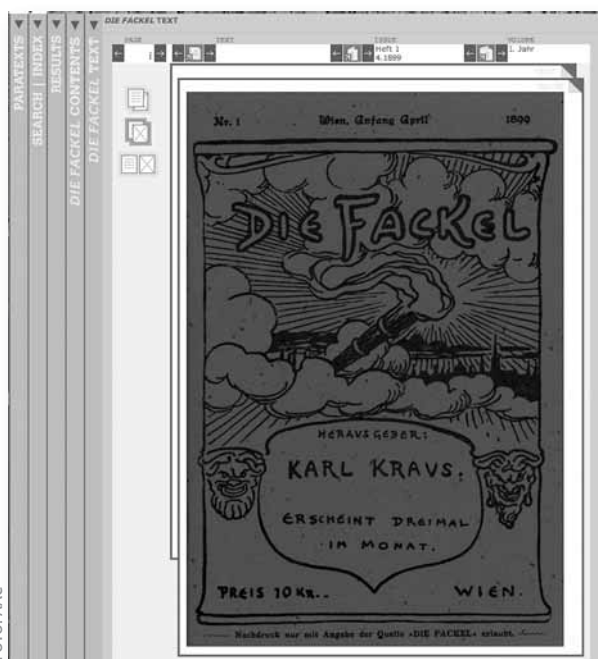 DIE FACKEL TEXT
PAGE TEXT ISSUE VOLUME
Heft 1 1. Jahr
4.1899
PARATEXTS
SEARCH | INDEX
RESULTS
DIE FACKEL CONTENTS
DIE FACKEL TEXT
Nr. 1 Wien, Anfang April 1899
DIE FACKEL
HERAUSGEBER:
KARL KRAUS.
ERSCHEINT DREIMAL
IM MONAT.
PREIS 10 KR.. WIEN.
Nachdruck nur mit Angabe der Quelle »DIE FACKEL« erlaubt.